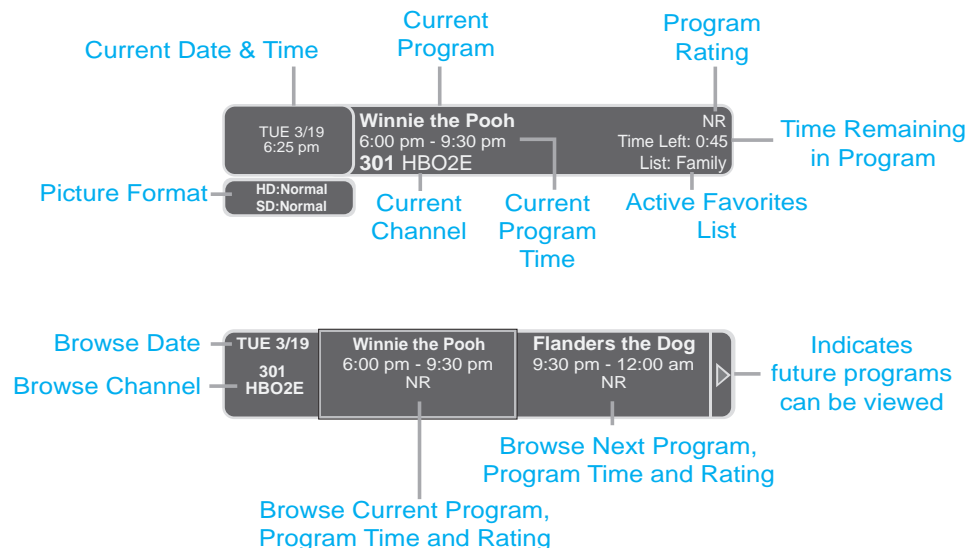 Current
Program
Program
Rating
Current Date & Time
TUE 3/19
6:25 pm
Winnie the Pooh
6:00 pm - 9:30 pm
301 HBO2E
NR
Time Left: 0:45
List: Family
Time Remaining
in Program
Picture Format
HD:Normal
SD:Normal
Current
Channel
Current
Program
Time
Active Favorites
List
Browse Date
Browse Channel
TUE 3/19
301
HBO2E
Winnie the Pooh
6:00 pm - 9:30 pm
NR
Flanders the Dog
9:30 pm - 12:00 am
NR
Indicates
future programs
can be viewed
Browse Next Program,
Program Time and Rating
Browse Current Program,
Program Time and Rating